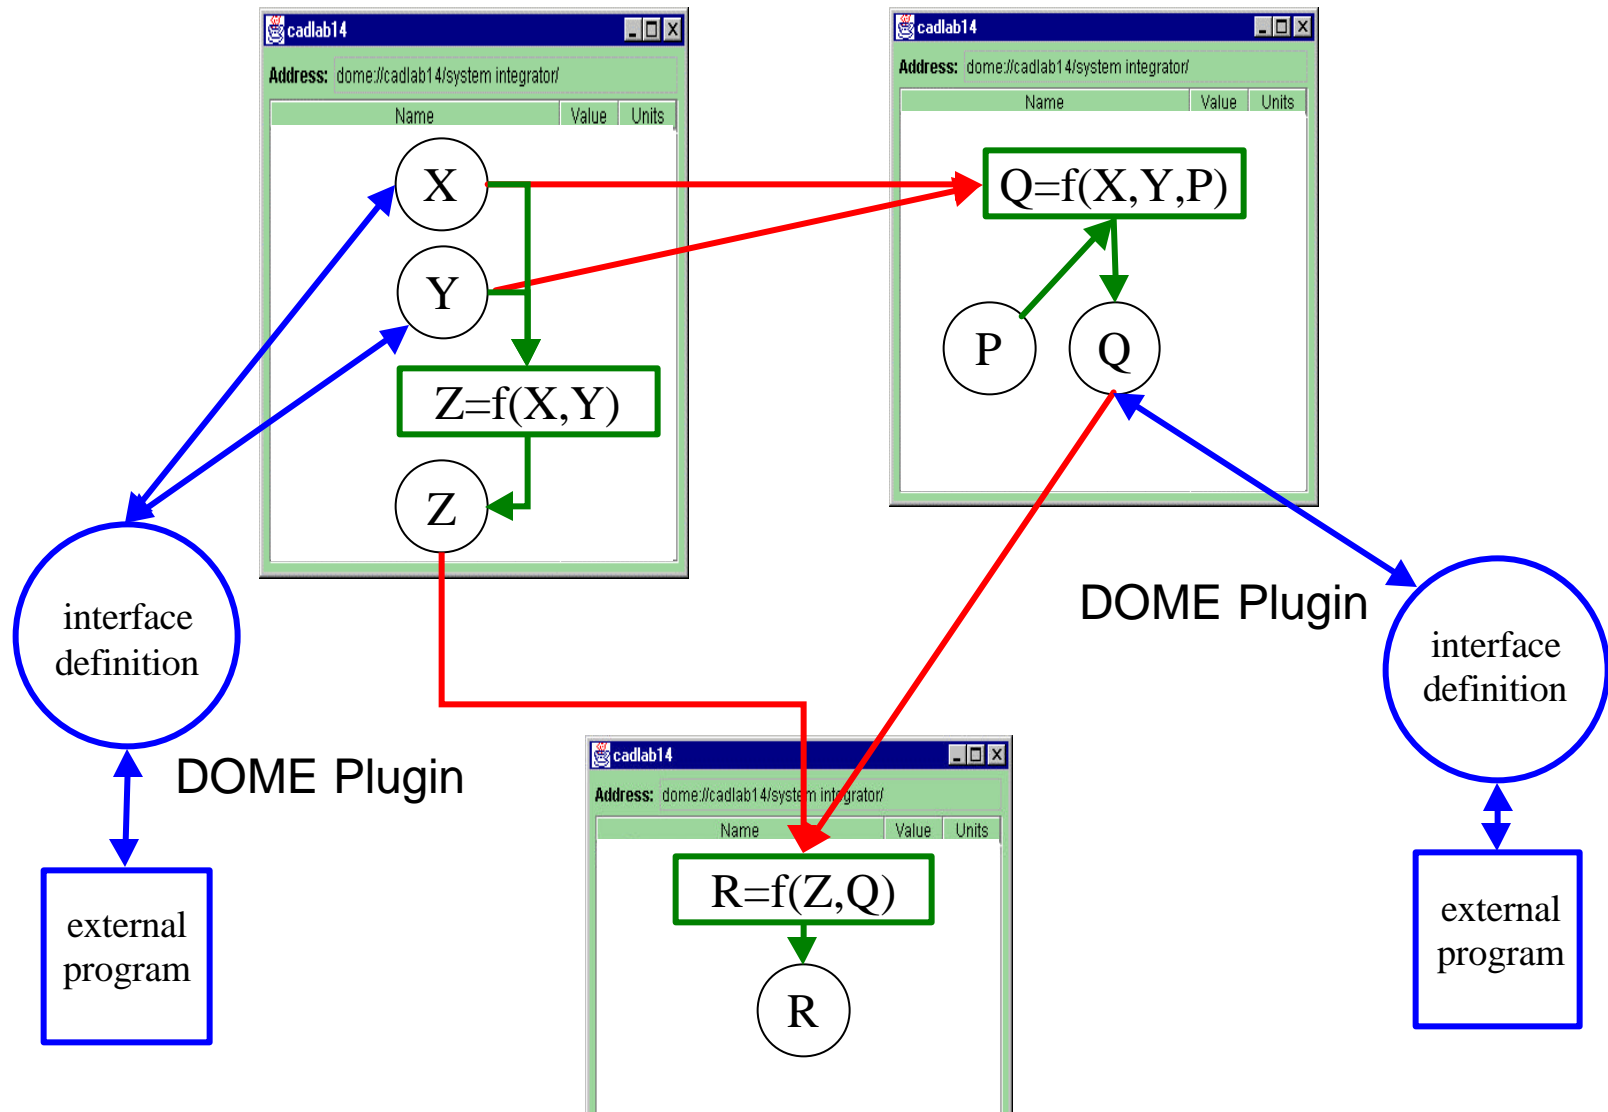 cadlab14
Address: dome://cadlab14/system integrator/
Name Value Units
X
Y
Z=f(X,Y)
Z
cadlab14
Address: dome://cadlab14/system integrator/
Name Value Units
Q=f(X,Y,P)
P Q
interface
definition
DOME Plugin
external
program
DOME Plugin
interface
definition
external
program
cadlab14
Address: dome://cadlab14/system integrator/
Name Value Units
R=f(Z,Q)
R